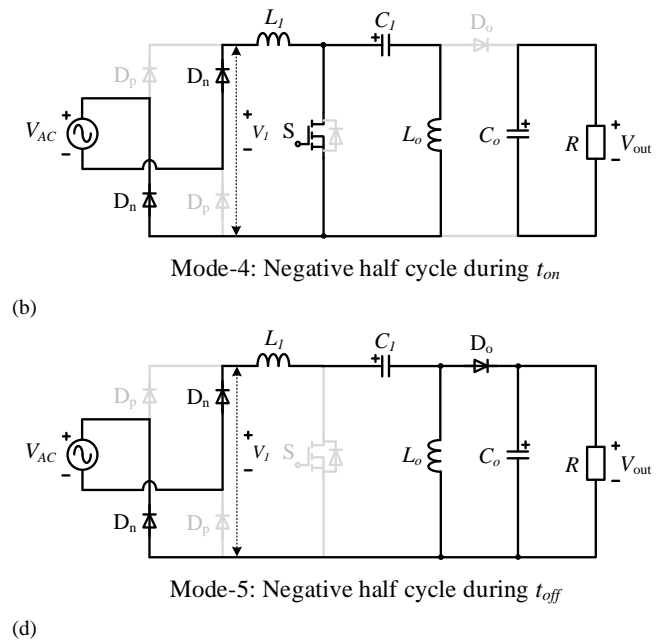 L1 C1 Do
Dp Dn
VAC + − + V1 − S Lo Co + R + Vout −
Dn Dp
Mode-4: Negative half cycle during ton
(b)
L1 C1 Do
Dp Dn
VAC + − + V1 − S Lo Co + R + Vout −
Dn Dp
Mode-5: Negative half cycle during toff
(d)